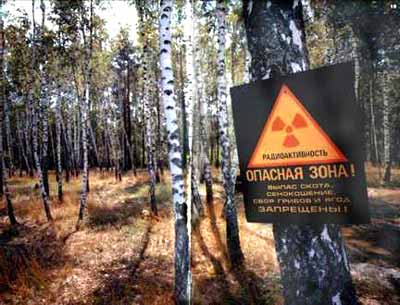 РАДИОАКТИВНОСТЬ
ОПАСНАЯ ЗОНА!
ВЫПАС СКОТА,
СЕНОКОШЕНИЕ,
СБОР ГРИБОВ И ЯГОД
ЗАПРЕЩЕНЫ!